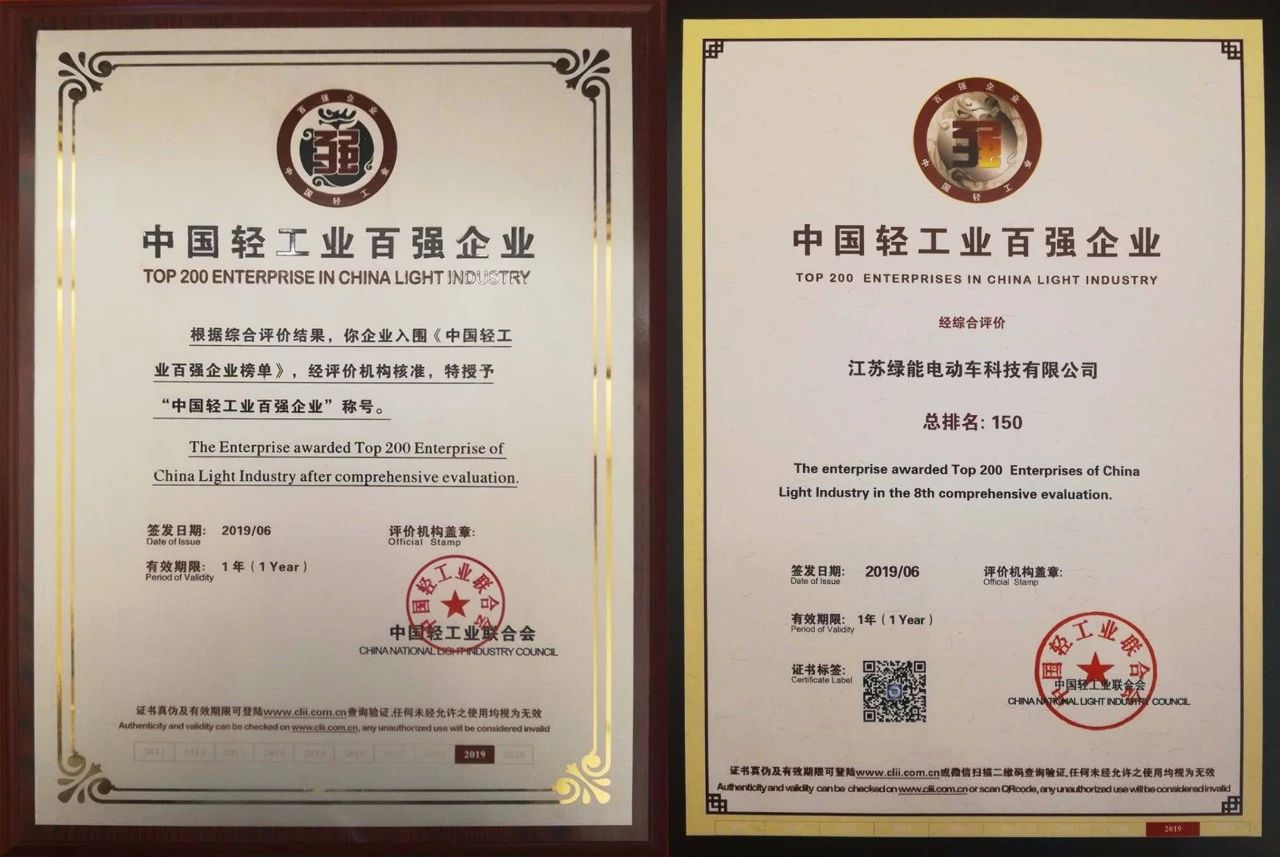 百强企业
强
中国轻工业
中国轻工业百强企业
TOP 200 ENTERPRISE IN CHINA LIGHT INDUSTRY
根据综合评价结果，你企业入围《中国轻工
业百强企业榜单》，经评价机构核准，特授予
“中国轻工业百强企业”称号。
The Enterprise awarded Top 200 Enterprise of
China Light Industry after comprehensive evaluation.
签发日期: 2019/06
Date of Issue
评价机构盖章:
Official Stamp
有效期限: 1 年（1 Year）
Period of Validity
中国轻工业联合会
中国轻工业联合会
CHINA NATIONAL LIGHT INDUSTRY COUNCIL
证书真伪及有效期限可登陆www.clii.com.cn查询验证,任何未经允许之使用均视为无效
Authenticity and validity can be checked on www.clii.com.cn, any unauthorized use will be considered invalid
2019
百强企业
强
中国轻工业
中国轻工业百强企业
TOP 200 ENTERPRISES IN CHINA LIGHT INDUSTRY
经综合评价
江苏绿能电动车科技有限公司
总排名: 150
The enterprise awarded Top 200 Enterprises of China
Light Industry in the 8th comprehensive evaluation.
签发日期: 2019/06
Date of Issue
评价机构盖章:
Official Stamp
有效期限: 1年（1 Year）
Period of Validity
证书标签:
Certificate Label
中国轻工业联合会
中国轻工业联合会
CHINA NATIONAL LIGHT INDUSTRY COUNCIL
证书真伪及有效期限可登陆www.clii.com.cn或微信扫描二维码查询验证,任何未经允许之使用均视为无效
Authenticity and validity can be checked on www.clii.com.cn or scan QRcode, any unauthorized use will be considered invalid
2019